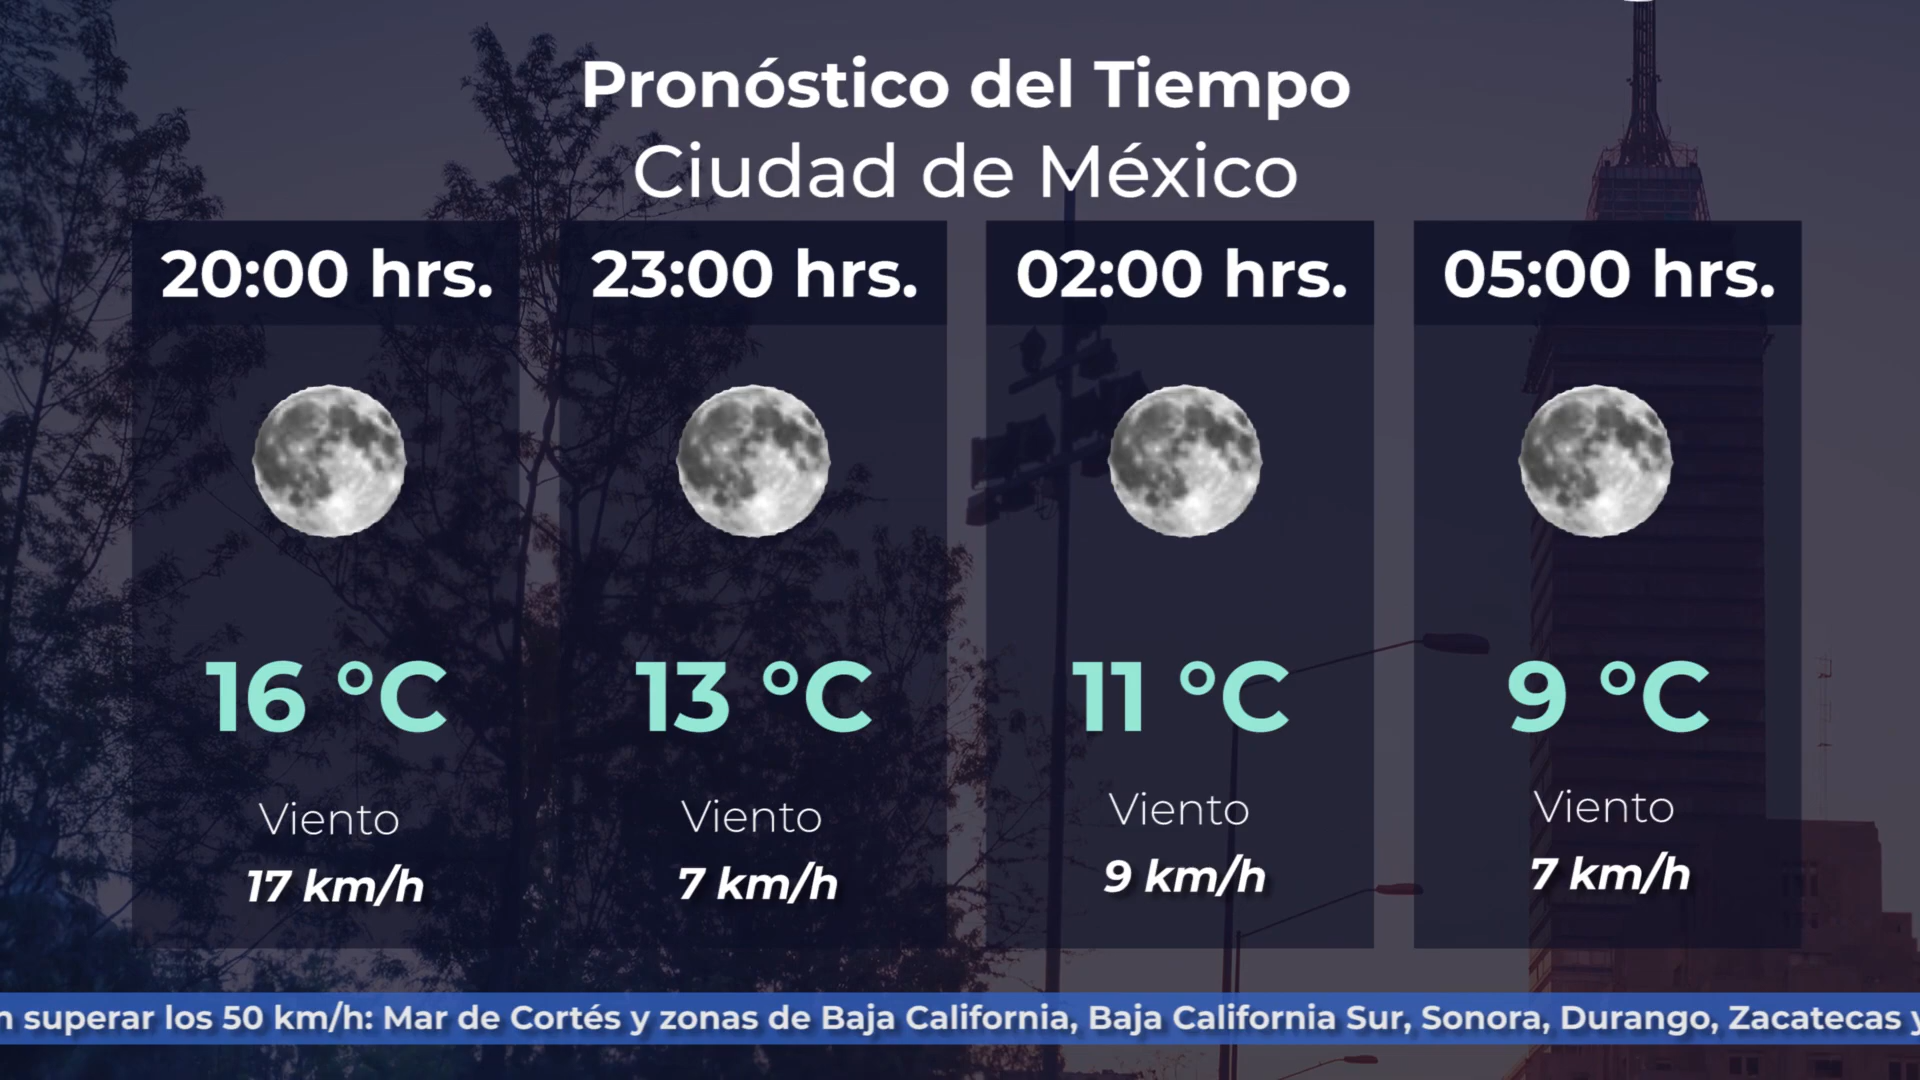 Pronóstico del Tiempo
Ciudad de México
20:00 hrs.
16 °C
Viento
17 km/h
23:00 hrs.
13 °C
Viento
7 km/h
02:00 hrs.
11 °C
Viento
9 km/h
05:00 hrs.
9 °C
Viento
7 km/h
superar los 50 km/h: Mar de Cortés y zonas de Baja California, Baja California Sur, Sonora, Durango, Zacatecas y